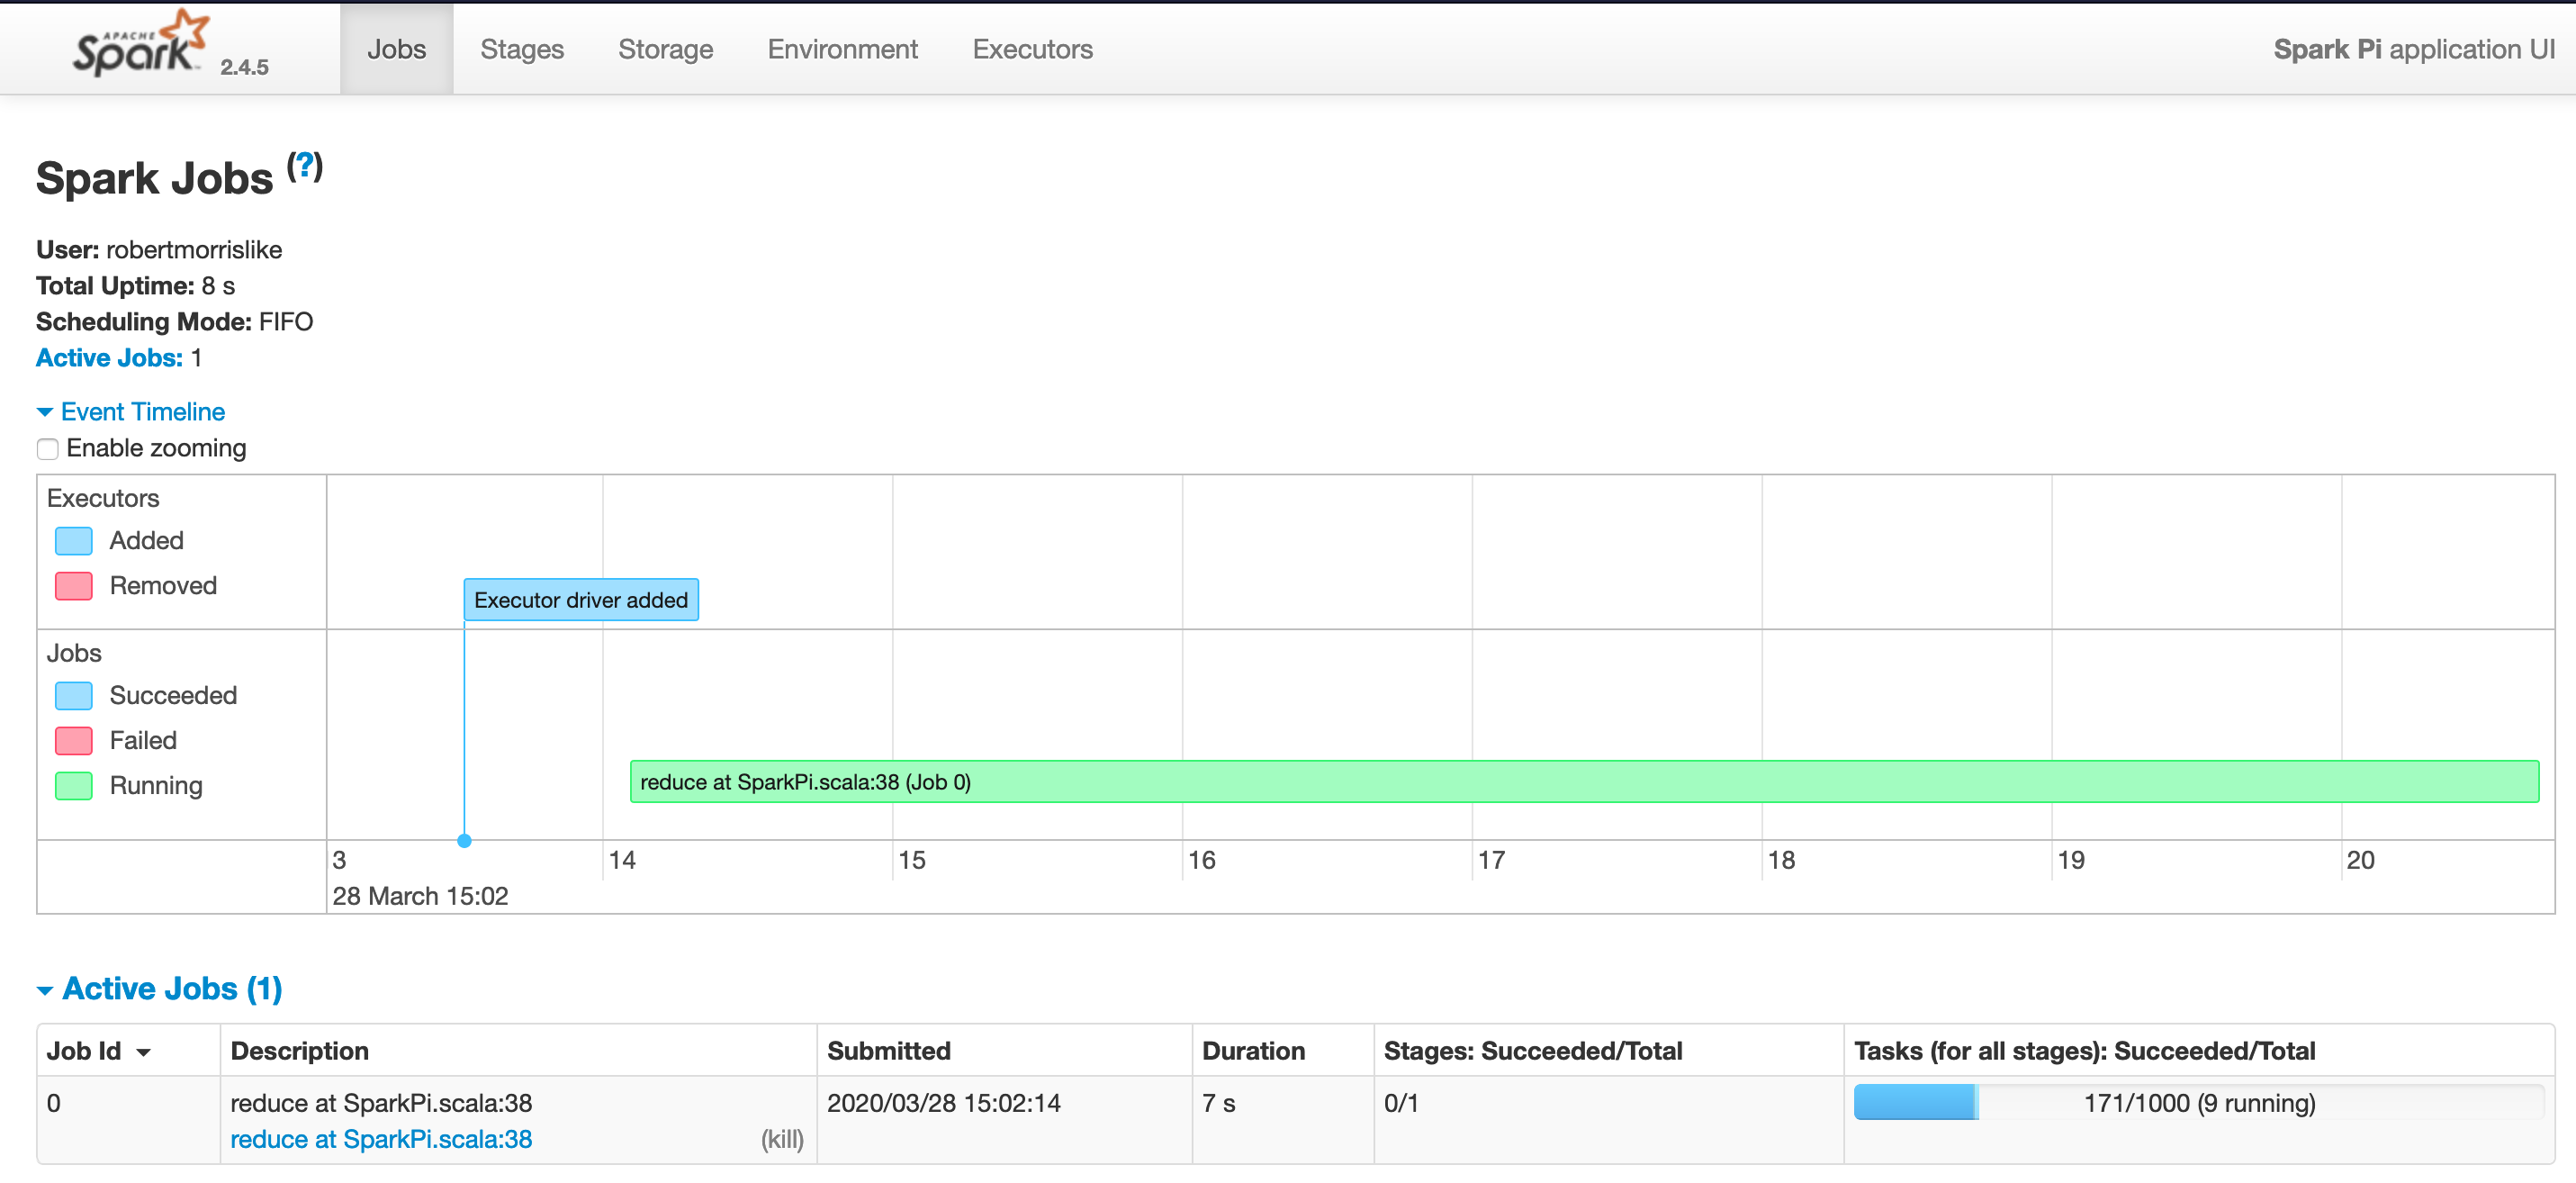 APACHE
Spark 2.4.5 Jobs Stages Storage Environment Executors Spark Pi application UI
Spark Jobs (?)
User: robertmorrislike
Total Uptime: 8 s
Scheduling Mode: FIFO
Active Jobs: 1
Event Timeline
Enable zooming
Executors
Added
Removed
Executor driver added
Jobs
Succeeded
Failed
Running
reduce at SparkPi.scala:38 (Job 0)
3 14 15 16 17 18 19 20
28 March 15:02
Active Jobs (1)
Job Id Description Submitted Duration Stages: Succeeded/Total Tasks (for all stages): Succeeded/Total
0 reduce at SparkPi.scala:38 2020/03/28 15:02:14 7 s 0/1 171/1000 (9 running)
reduce at SparkPi.scala:38 (kill)